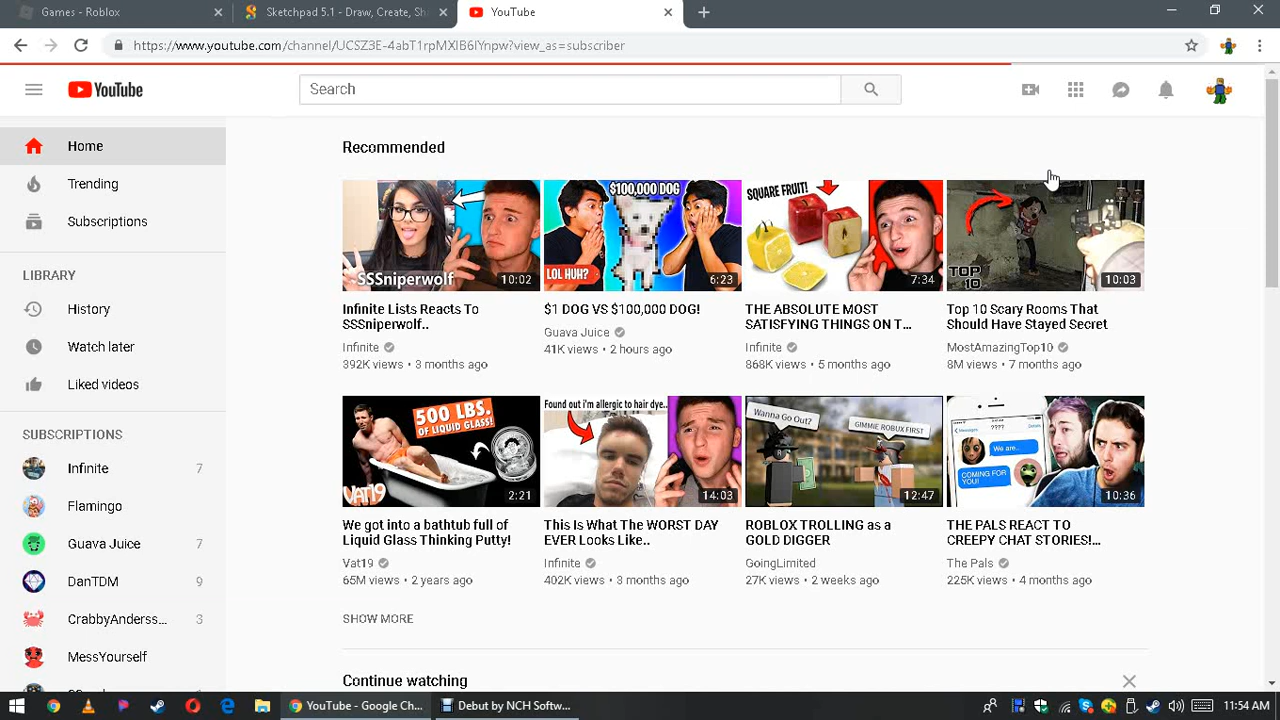 Games - Roblox
Sketchpad 5.1 - Draw, Create, Sh
YouTube
https://www.youtube.com/channel/UCSZ3E-4abT1rpMXIB6IYnpw?view_as=subscriber
YouTube
Search
Home
Trending
Subscriptions
LIBRARY
History
Watch later
Liked videos
SUBSCRIPTIONS
Infinite 7
Flamingo
Guava Juice 7
DanTDM 9
CrabbyAnderss... 3
MessYourself
Recommended
SSSniperwolf
10:02
Infinite Lists Reacts To
SSSniperwolf..
Infinite
392K views • 3 months ago
$100,000 DOG
LOL HUH?
6:23
$1 DOG VS $100,000 DOG!
Guava Juice
41K views • 2 hours ago
SQUARE FRUIT!
7:34
THE ABSOLUTE MOST
SATISFYING THINGS ON T...
Infinite
868K views • 5 months ago
TOP
10
10:03
Top 10 Scary Rooms That
Should Have Stayed Secret
MostAmazingTop10
8M views • 7 months ago
500 LBS.
OF LIQUID GLASS!
VAT19
2:21
We got into a bathtub full of
Liquid Glass Thinking Putty!
Vat19
65M views • 2 years ago
Found out i'm allergic to hair dye..
14:03
This Is What The WORST DAY
EVER Looks Like..
Infinite
402K views • 3 months ago
Wanna Go Out?
GIMMIE ROBUX FIRST
12:47
ROBLOX TROLLING as a
GOLD DIGGER
GoingLimited
27K views • 2 weeks ago
Messages
????
Details
We are...
COMING FOR
YOU!
10:36
THE PALS REACT TO
CREEPY CHAT STORIES!...
The Pals
225K views • 4 months ago
SHOW MORE
Continue watching
YouTube - Google Ch...
Debut by NCH Softw...
11:54 AM